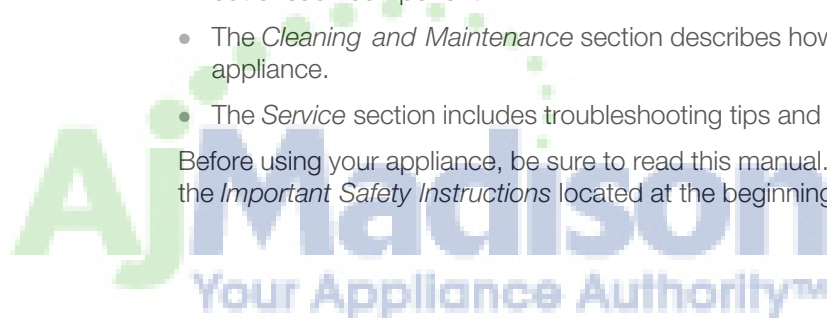 • The Cleaning and Maintenance section describes how
appliance.
• The Service section includes troubleshooting tips and
Before using your appliance, be sure to read this manual.
the Important Safety Instructions located at the beginning
AjMadison
Your Appliance Authority™